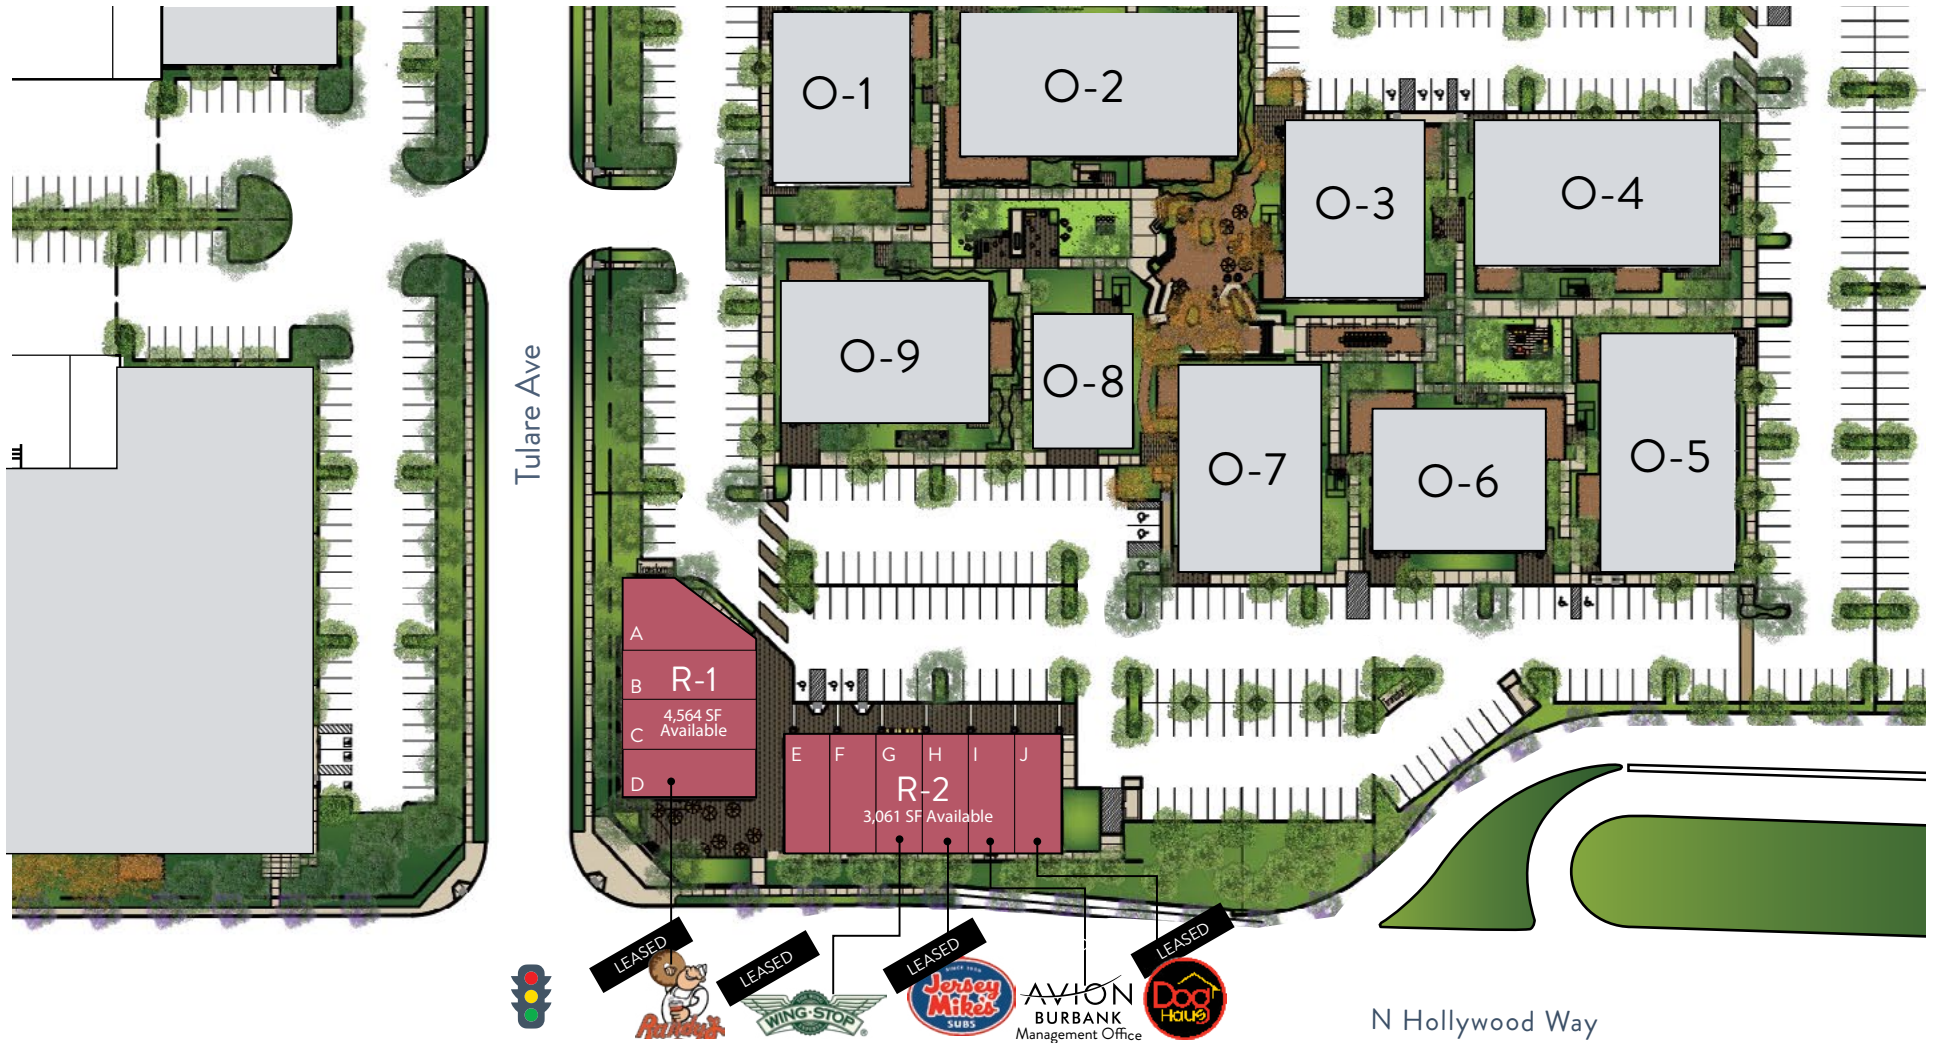 O-1
O-2
O-3
O-4
O-9
O-8
O-7
O-6
O-5
Tulare Ave
A
B
R-1
4,564 SF
Available
C
D
E
F
G
H
I
J
R-2
3,061 SF Available
LEASED
LEASED
LEASED
LEASED
WING·STOP
SINCE 1956
Jersey
Mike's
SUBS
AVION
BURBANK
Management Office
Dog
Haus
N Hollywood Way